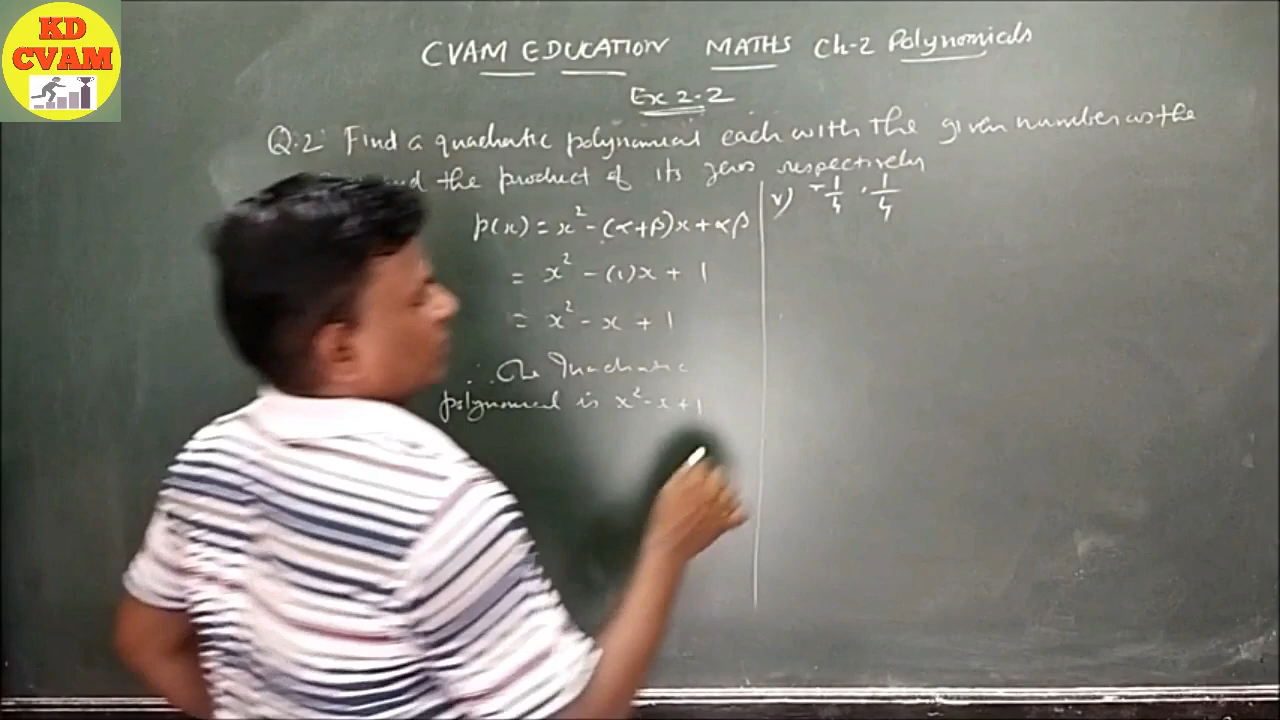 KD
CVAM
CVAM EDUCATION MATHS Ch-2 Polynomials
Ex 2.2
Q.2 Find a quadratic polynomial each with the given number as the
and the product of its zeros respectively
p(x) = x² - (α+β)x + αβ
= x² - (1)x + 1
= x² - x + 1
∴ The Quadratic
polynomial is x² - x + 1
v) -1/4 , 1/4